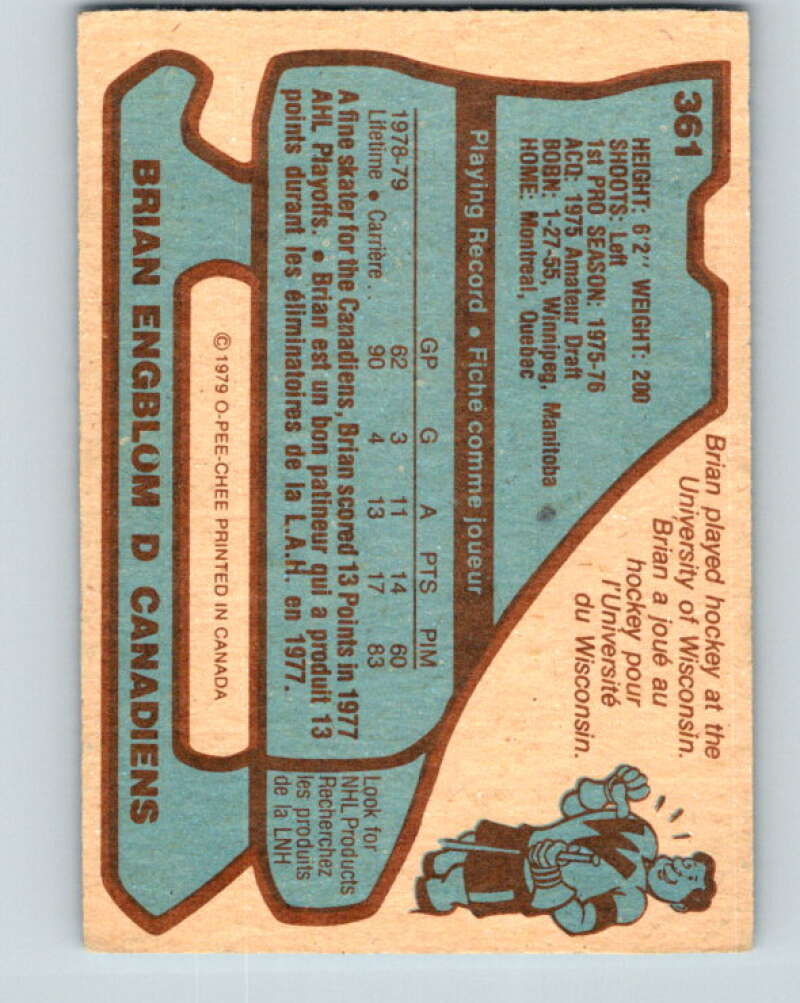 361
HEIGHT: 6'2" WEIGHT: 200
SHOOTS: Left
1st PRO SEASON: 1975-76
ACQ: 1975 Amateur Draft
BORN: 1-27-55, Winnipeg, Manitoba
HOME: Montreal, Quebec
Brian played hockey at the
University of Wisconsin.
Brian a joué au
hockey pour
l'Université
du Wisconsin.
Playing Record • Fiche comme joueur
GP G A PTS PIM
1978-79 62 3 11 14 60
Lifetime • Carrière .. 90 4 13 17 83
A fine skater for the Canadiens, Brian scored 13 Points in 1977
AHL Playoffs. • Brian est un bon patineur qui a produit 13
points durant les éliminatoires de la L.A.H. en 1977.
Look for
NHL Products
Recherchez
les produits
de la LNH
© 1979 O-PEE-CHEE PRINTED IN CANADA
BRIAN ENGBLOM D CANADIENS
W